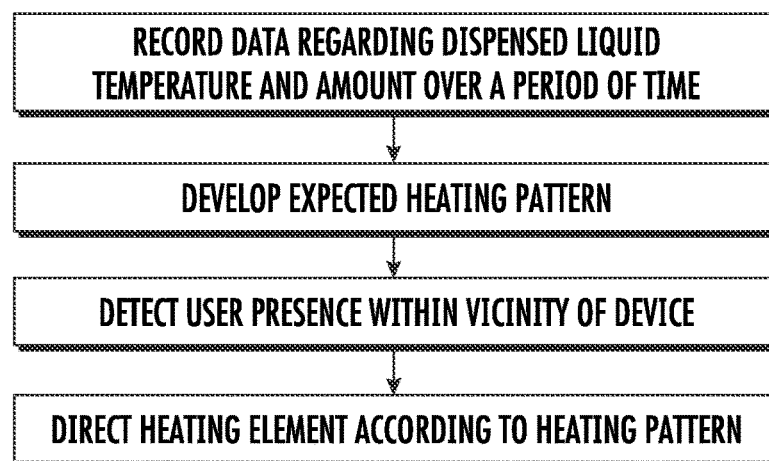 RECORD DATA REGARDING DISPENSED LIQUID
TEMPERATURE AND AMOUNT OVER A PERIOD OF TIME
DEVELOP EXPECTED HEATING PATTERN
DETECT USER PRESENCE WITHIN VICINITY OF DEVICE
DIRECT HEATING ELEMENT ACCORDING TO HEATING PATTERN